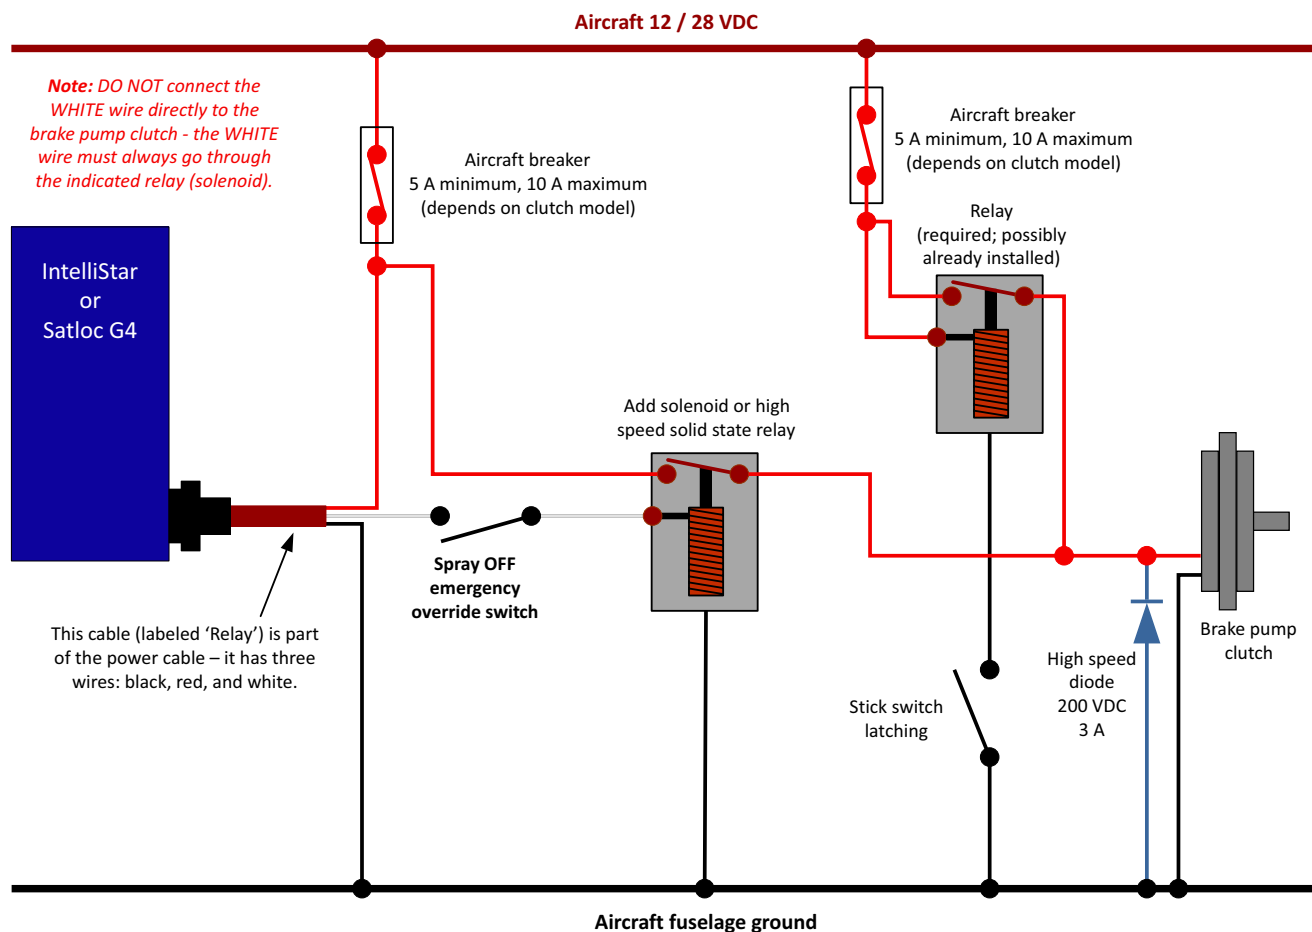 Aircraft 12 / 28 VDC
Note: DO NOT connect the
WHITE wire directly to the
brake pump clutch - the WHITE
wire must always go through
the indicated relay (solenoid).
Aircraft breaker
5 A minimum, 10 A maximum
(depends on clutch model)
Aircraft breaker
5 A minimum, 10 A maximum
(depends on clutch model)
Relay
(required; possibly
already installed)
IntelliStar
or
Satloc G4
Add solenoid or high
speed solid state relay
Spray OFF
emergency
override switch
This cable (labeled ‘Relay’) is part
of the power cable – it has three
wires: black, red, and white.
Stick switch
latching
High speed
diode
200 VDC
3 A
Brake pump
clutch
Aircraft fuselage ground